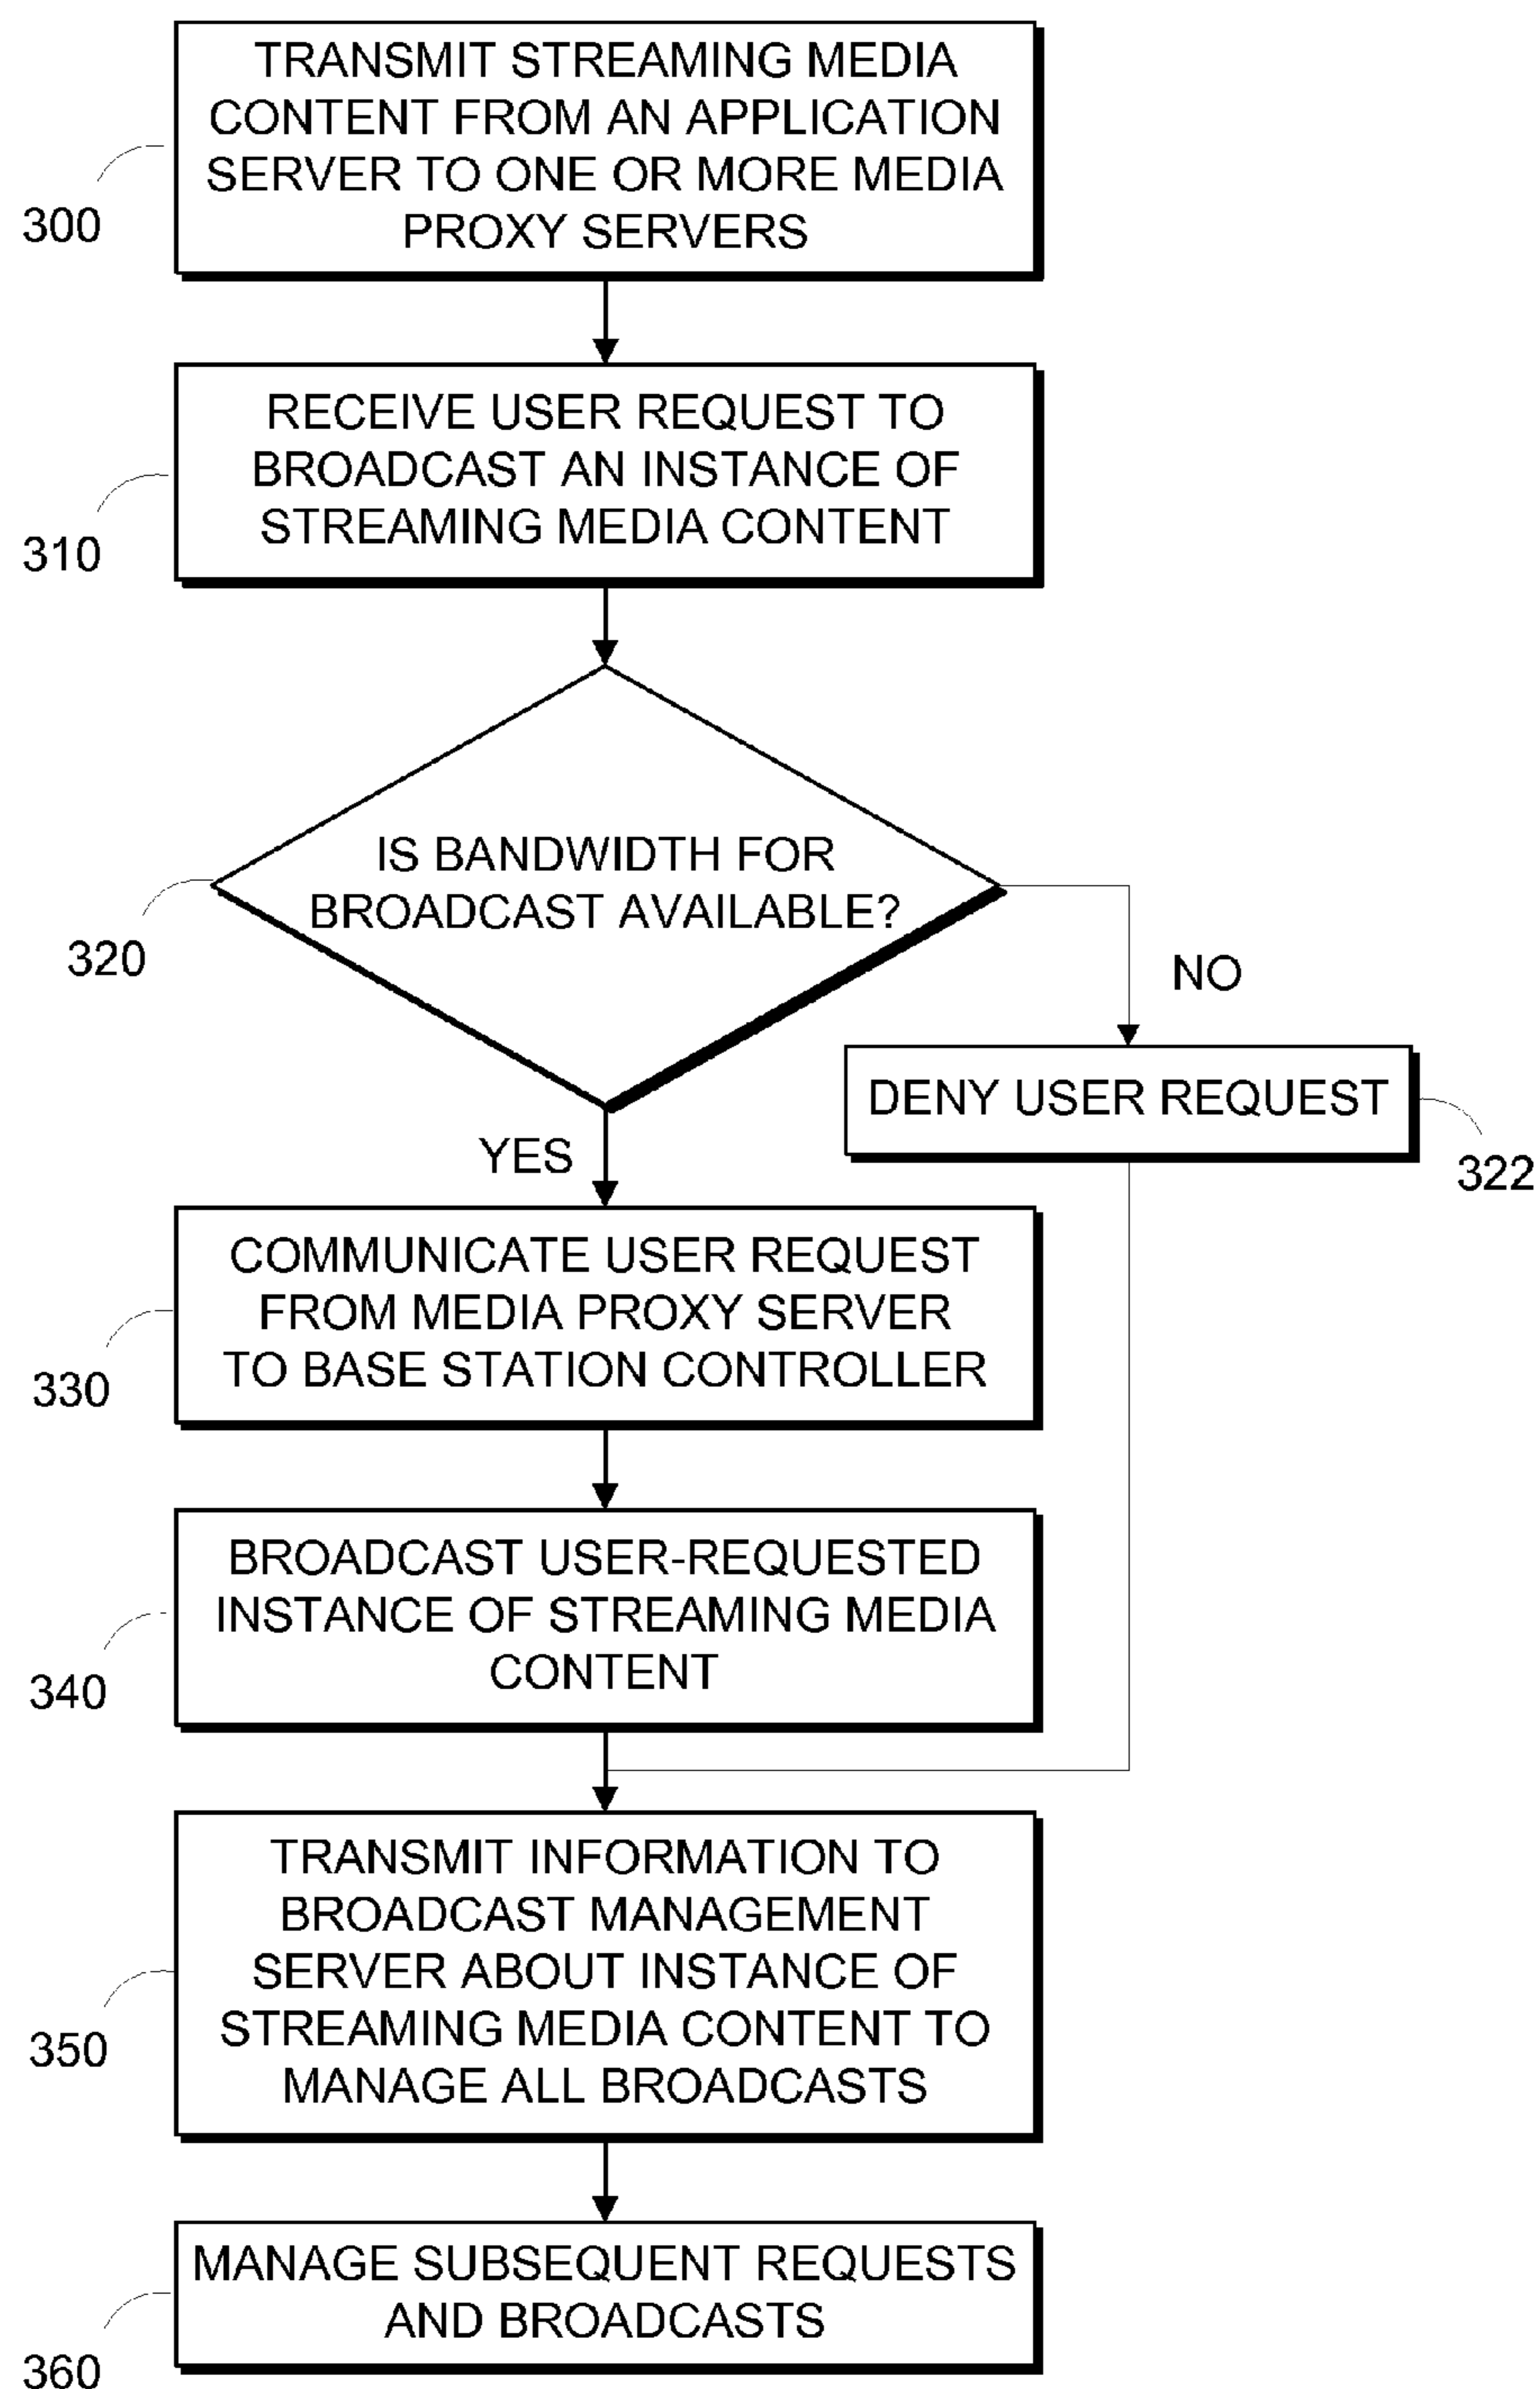 TRANSMIT STREAMING MEDIA
CONTENT FROM AN APPLICATION
SERVER TO ONE OR MORE MEDIA
PROXY SERVERS
300
RECEIVE USER REQUEST TO
BROADCAST AN INSTANCE OF
STREAMING MEDIA CONTENT
310
IS BANDWIDTH FOR
BROADCAST AVAILABLE?
320
NO
DENY USER REQUEST
322
YES
COMMUNICATE USER REQUEST
FROM MEDIA PROXY SERVER
TO BASE STATION CONTROLLER
330
BROADCAST USER-REQUESTED
INSTANCE OF STREAMING MEDIA
CONTENT
340
TRANSMIT INFORMATION TO
BROADCAST MANAGEMENT
SERVER ABOUT INSTANCE OF
STREAMING MEDIA CONTENT TO
MANAGE ALL BROADCASTS
350
MANAGE SUBSEQUENT REQUESTS
AND BROADCASTS
360